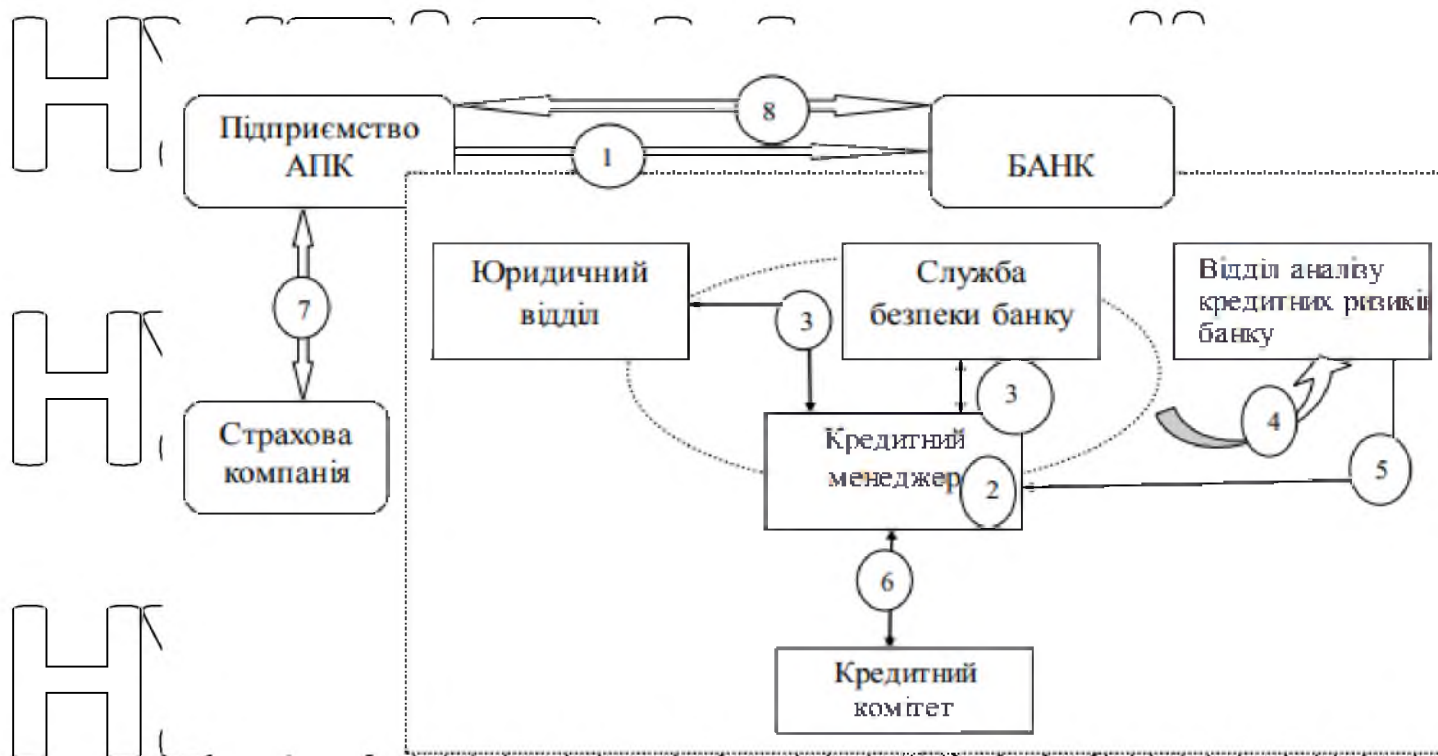 8
Підприємство
АПК
1
БАНК
Юридичний
відділ
Служба
безпеки банку
Відділ аналізу
кредитних ризиків
банку
7
3
3
4
Страхова
компанія
Кредитний
менеджер
2
5
6
Кредитний
комітет